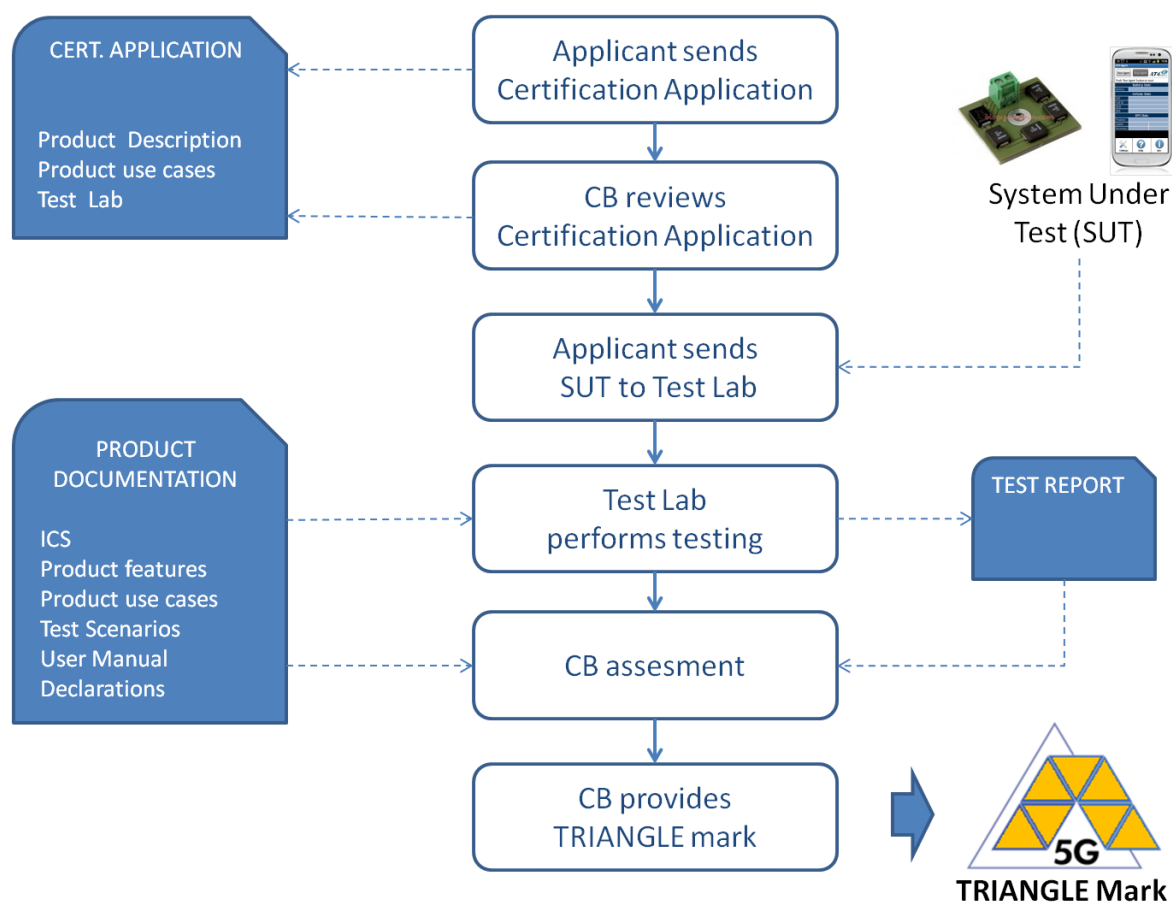 CERT. APPLICATION
Product Description
Product use cases
Test Lab
Applicant sends
Certification Application
CB reviews
Certification Application
System Under
Test (SUT)
Applicant sends
SUT to Test Lab
PRODUCT
DOCUMENTATION
ICS
Product features
Product use cases
Test Scenarios
User Manual
Declarations
Test Lab
performs testing
TEST REPORT
CB assesment
CB provides
TRIANGLE mark
5G
TRIANGLE Mark